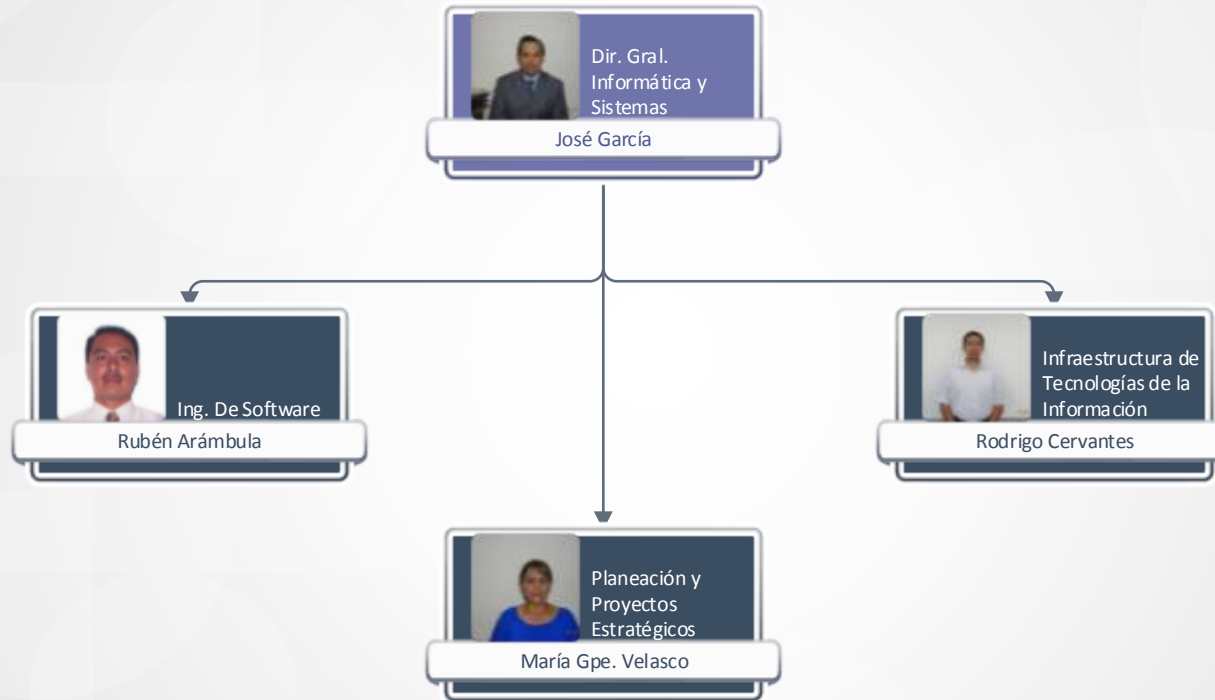 Dir. Gral.
Informática y
Sistemas
José García
Ing. De Software
Rubén Arámbula
Infraestructura de
Tecnologías de la
Información
Rodrigo Cervantes
Planeación y
Proyectos
Estratégicos
María Gpe. Velasco